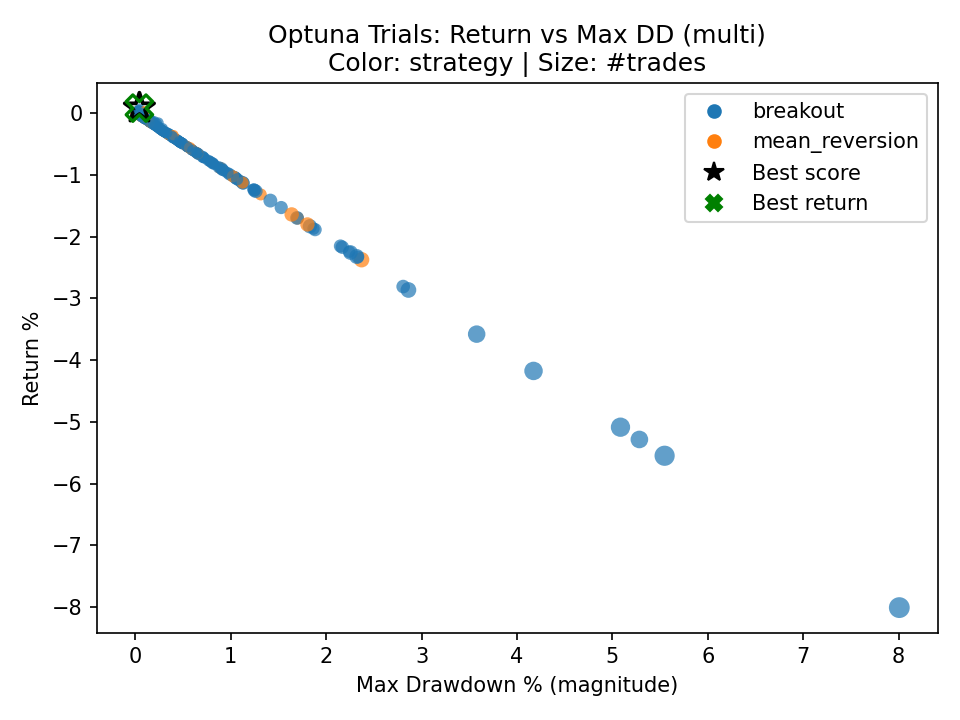 Optuna Trials: Return vs Max DD (multi)
Color: strategy | Size: #trades
breakout
mean_reversion
Best score
Best return
Return %
0
−1
−2
−3
−4
−5
−6
−7
−8
0 1 2 3 4 5 6 7 8
Max Drawdown % (magnitude)